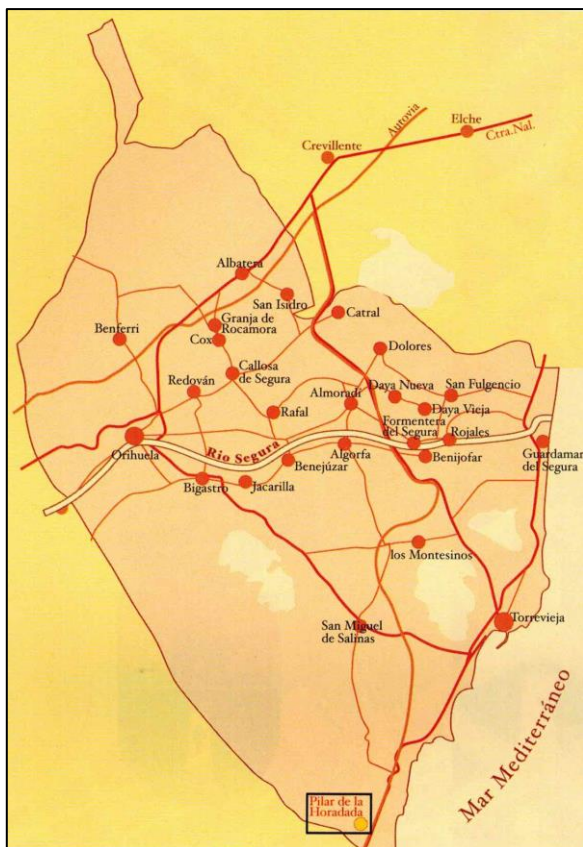 Autovia
Elche
Ctra.Nal.
Crevillente
Albatera
San Isidro
Catral
Granja de
Rocamora
Benferri
Cox
Dolores
Callosa
de Segura
Redován
Daya Nueva
San Fulgencio
Almoradí
Rafal
Daya Vieja
Formentera
del Segura
Rojales
Orihuela
Rio Segura
Algorfa
Benijofar
Guardamar
del Segura
Benejúzar
Bigastro
Jacarilla
los Montesinos
San Miguel
de Salinas
Torrevieja
Mar Mediterráneo
Pilar de la
Horadada